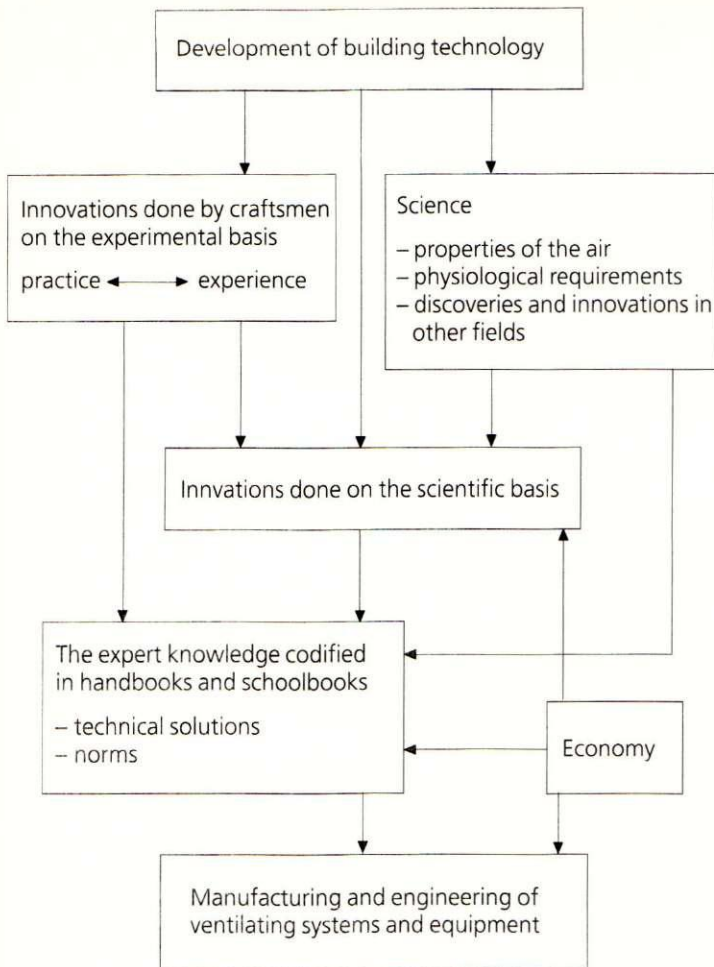 Development of building technology
Innovations done by craftsmen
on the experimental basis
practice ↔ experience
Science
– properties of the air
– physiological requirements
– discoveries and innovations in
other fields
Innvations done on the scientific basis
The expert knowledge codified
in handbooks and schoolbooks
– technical solutions
– norms
Economy
Manufacturing and engineering of
ventilating systems and equipment